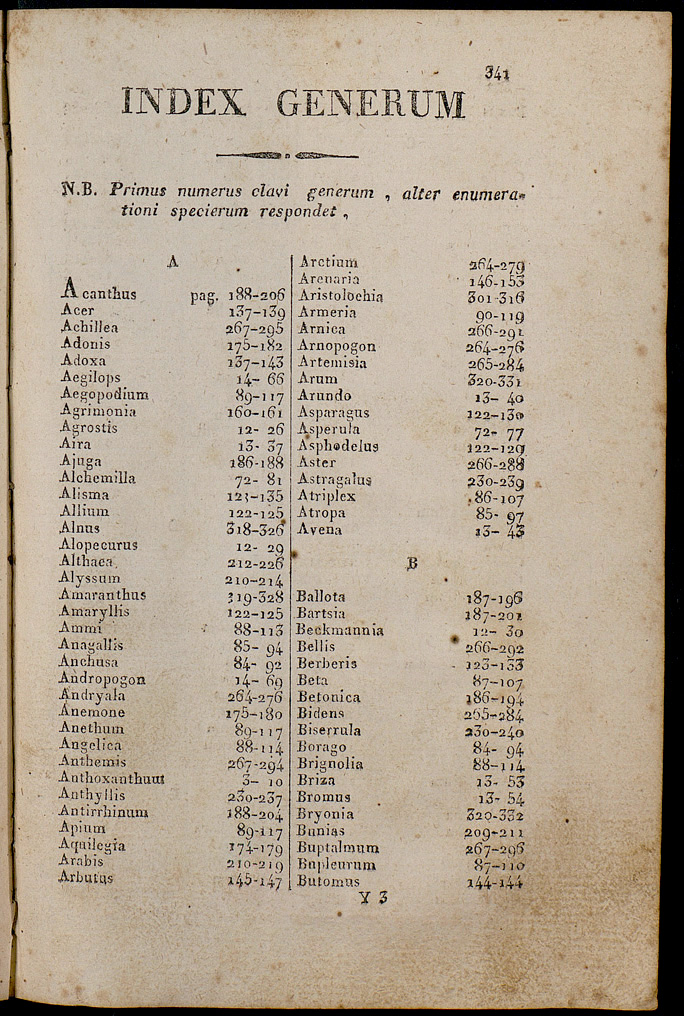 341
INDEX GENERUM
N.B. Primus numerus clavi generum , alter enumera-
tioni specierum respondet ,
A
Acanthus pag. 188-206
Acer 137-139
Achillea 267-295
Adonis 175-182
Adoxa 137-143
Aegilops 14- 66
Aegopodium 89-117
Agrimonia 160-161
Agrostis 12- 26
Aira 13- 37
Ajuga 186-188
Alchemilla 72- 81
Alisma 123-135
Allium 122-125
Alnus 318-326
Alopecurus 12- 29
Althaea 212-226
Alyssum 210-214
Amaranthus 319-328
Amaryllis 122-125
Ammi 88-113
Anagallis 85- 94
Anchusa 84- 92
Andropogon 14- 69
Andryala 264-276
Anemone 175-180
Anethum 89-117
Angelica 88-114
Anthemis 267-294
Anthoxanthum 3- 10
Anthyllis 230-237
Antirrhinum 188-204
Apium 89-117
Aquilegia 174-179
Arabis 210-219
Arbutus 145-147
Arctium 264-279
Arenaria 146-153
Aristolochia 301-316
Armeria 90-119
Arnica 266-291
Arnopogon 264-276
Artemisia 265-284
Arum 320-331
Arundo 13- 40
Asparagus 122-130
Asperula 72- 77
Asphodelus 122-129
Aster 266-288
Astragalus 230-239
Atriplex 86-107
Atropa 85- 97
Avena 13- 43
B
Ballota 187-196
Bartsia 187-201
Beckmannia 12- 30
Bellis 266-292
Berberis 123-133
Beta 87-107
Betonica 186-194
Bidens 265-284
Biserrula 230-240
Borago 84- 94
Brignolia 88-114
Briza 13- 53
Bromus 13- 54
Bryonia 320-332
Bunias 209-211
Buptalmum 267-296
Bupleurum 87-110
Butomus 144-144
Y 3